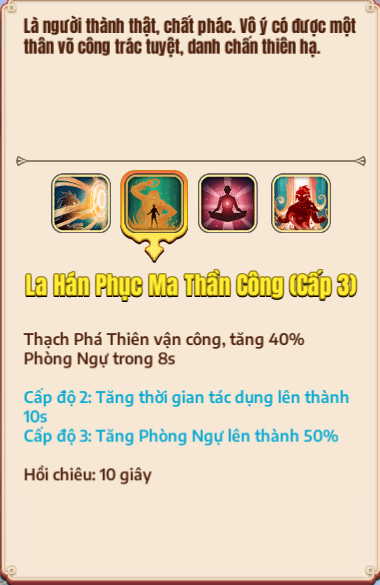 Là người thành thật, chất phác. Vô ý có được một
thân võ công trác tuyệt, danh chấn thiên hạ.
La Hán Phục Ma Thần Công (Cấp 3)
Thạch Phá Thiên vận công, tăng 40%
Phòng Ngự trong 8s
Cấp độ 2: Tăng thời gian tác dụng lên thành
10s
Cấp độ 3: Tăng Phòng Ngự lên thành 50%
Hồi chiêu: 10 giây